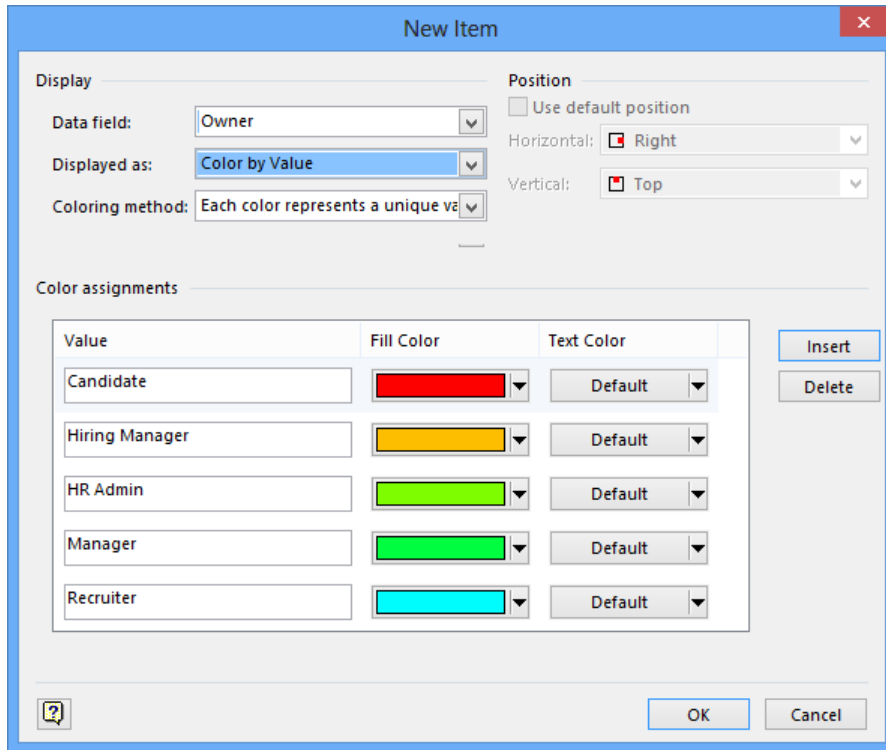 New Item
Display
Data field: Owner
Displayed as: Color by Value
Coloring method: Each color represents a unique va
Position
Use default position
Horizontal: Right
Vertical: Top
Color assignments
Value Fill Color Text Color
Candidate Default
Hiring Manager Default
HR Admin Default
Manager Default
Recruiter Default
Insert
Delete
OK Cancel